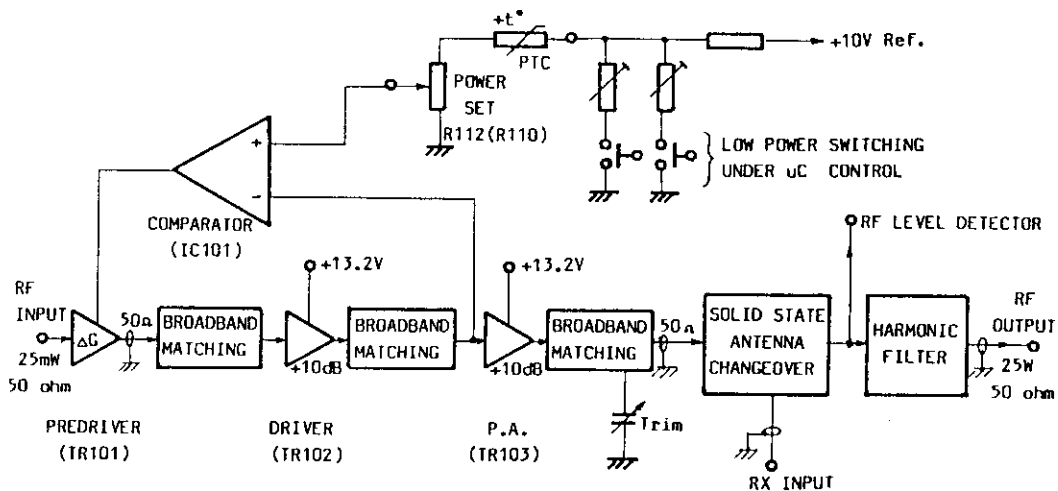 +t°
PTC
+10V Ref.
POWER
SET
R112(R110)
LOW POWER SWITCHING
UNDER uC CONTROL
+
-
COMPARATOR
(IC101)
RF LEVEL DETECTOR
+13.2V
+13.2V
RF
INPUT
25mW
50 ohm
ΔG
50Ω
BROADBAND
MATCHING
+10dB
BROADBAND
MATCHING
+10dB
BROADBAND
MATCHING
50Ω
SOLID STATE
ANTENNA
CHANGEOVER
HARMONIC
FILTER
RF
OUTPUT
25W
50 ohm
Trim
PREDRIVER
(TR101)
DRIVER
(TR102)
P.A.
(TR103)
RX INPUT